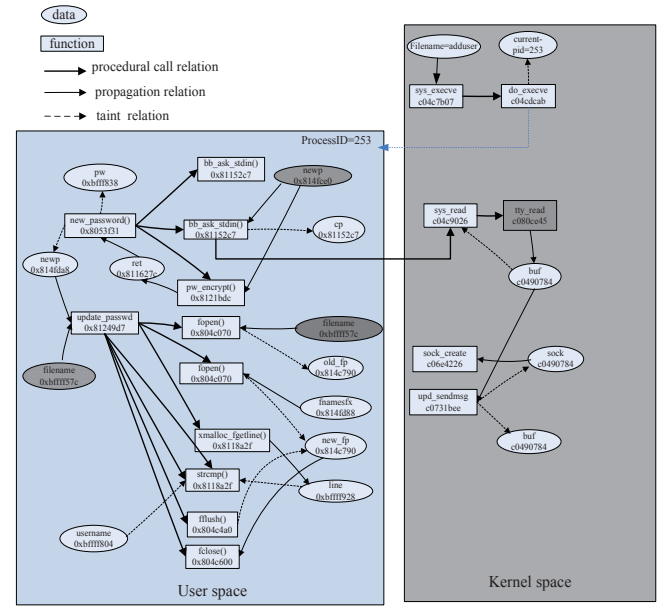 data
function
procedural call relation
propagation relation
taint relation
Filename=adduser
current-
pid=253
sys_execve
c04c7b07
do_execve
c04cdcab
ProcessID=253
bb_ask_stdin()
0x81152c7
pw
0xbfff838
newp
0x814fce0
new_password()
0x8053f31
bb_ask_stdin()
0x81152c7
cp
0x81152c7
sys_read
c04c9026
tty_read
c080ce45
newp
0x814fda8
ret
0x811627c
pw_encrypt()
0x8121bdc
buf
c0490784
update_passwd
0x81249d7
fopen()
0x804c070
filename
0xbffff57c
filename
0xbffff57c
fopen()
0x804c070
old_fp
0x814c790
sock_create
c06e4226
sock
c0490784
fnamesfx
0x814fd88
upd_sendmsg
c0731bee
xmalloc_fgetline()
0x8118a2f
new_fp
0x814c790
buf
c0490784
strcmp()
0x8118a2f
line
0xbffff928
username
0xbffff804
fflush()
0x804c4a0
fclose()
0x804c600
User space
Kernel space